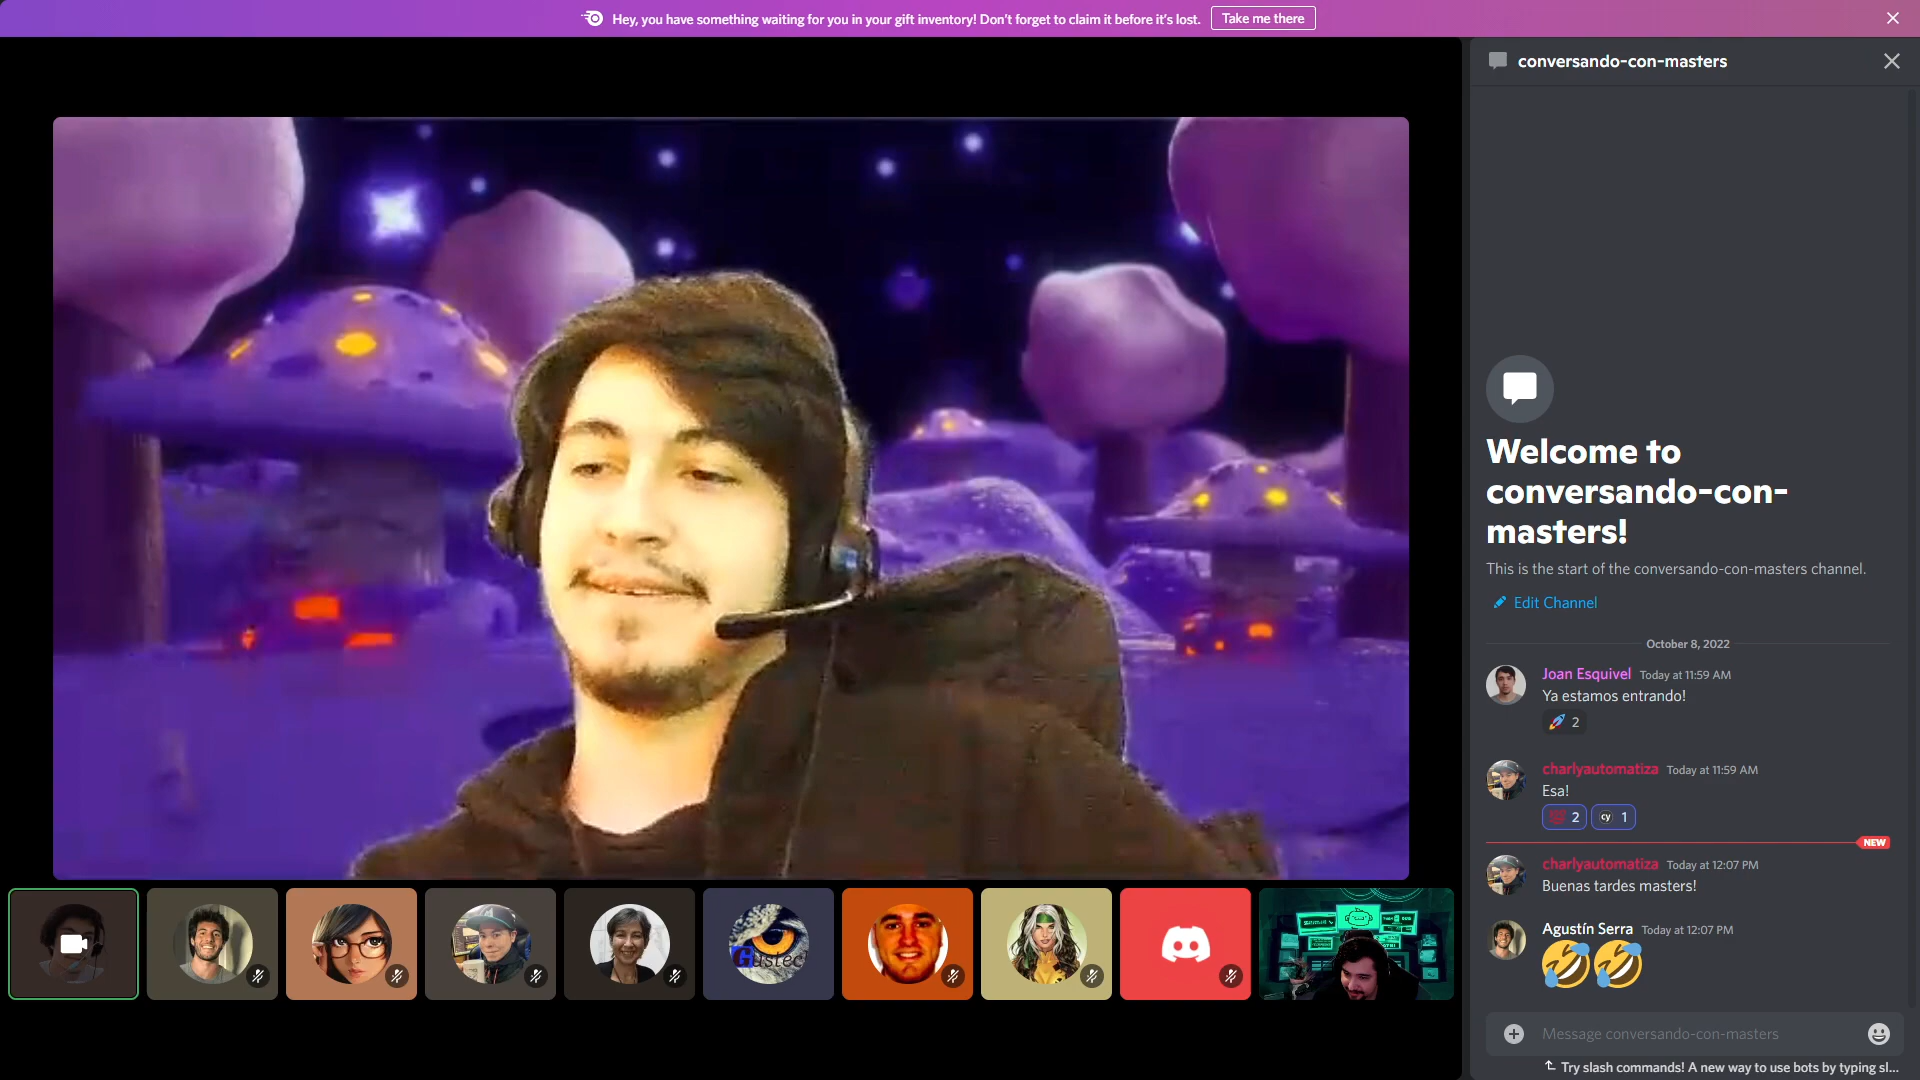 Hey, you have something waiting for you in your gift inventory! Don't forget to claim it before it's lost.
Take me there
conversando-con-masters
Welcome to
conversando-con-
masters!
This is the start of the conversando-con-masters channel.
Edit Channel
October 8, 2022
Joan Esquivel Today at 11:59 AM
Ya estamos entrando!
2
charlyautomatiza Today at 11:59 AM
Esa!
2 cy 1
NEW
charlyautomatiza Today at 12:07 PM
Buenas tardes masters!
Agustín Serra Today at 12:07 PM
Message conversando-con-masters
Try slash commands! A new way to use bots by typing sl...